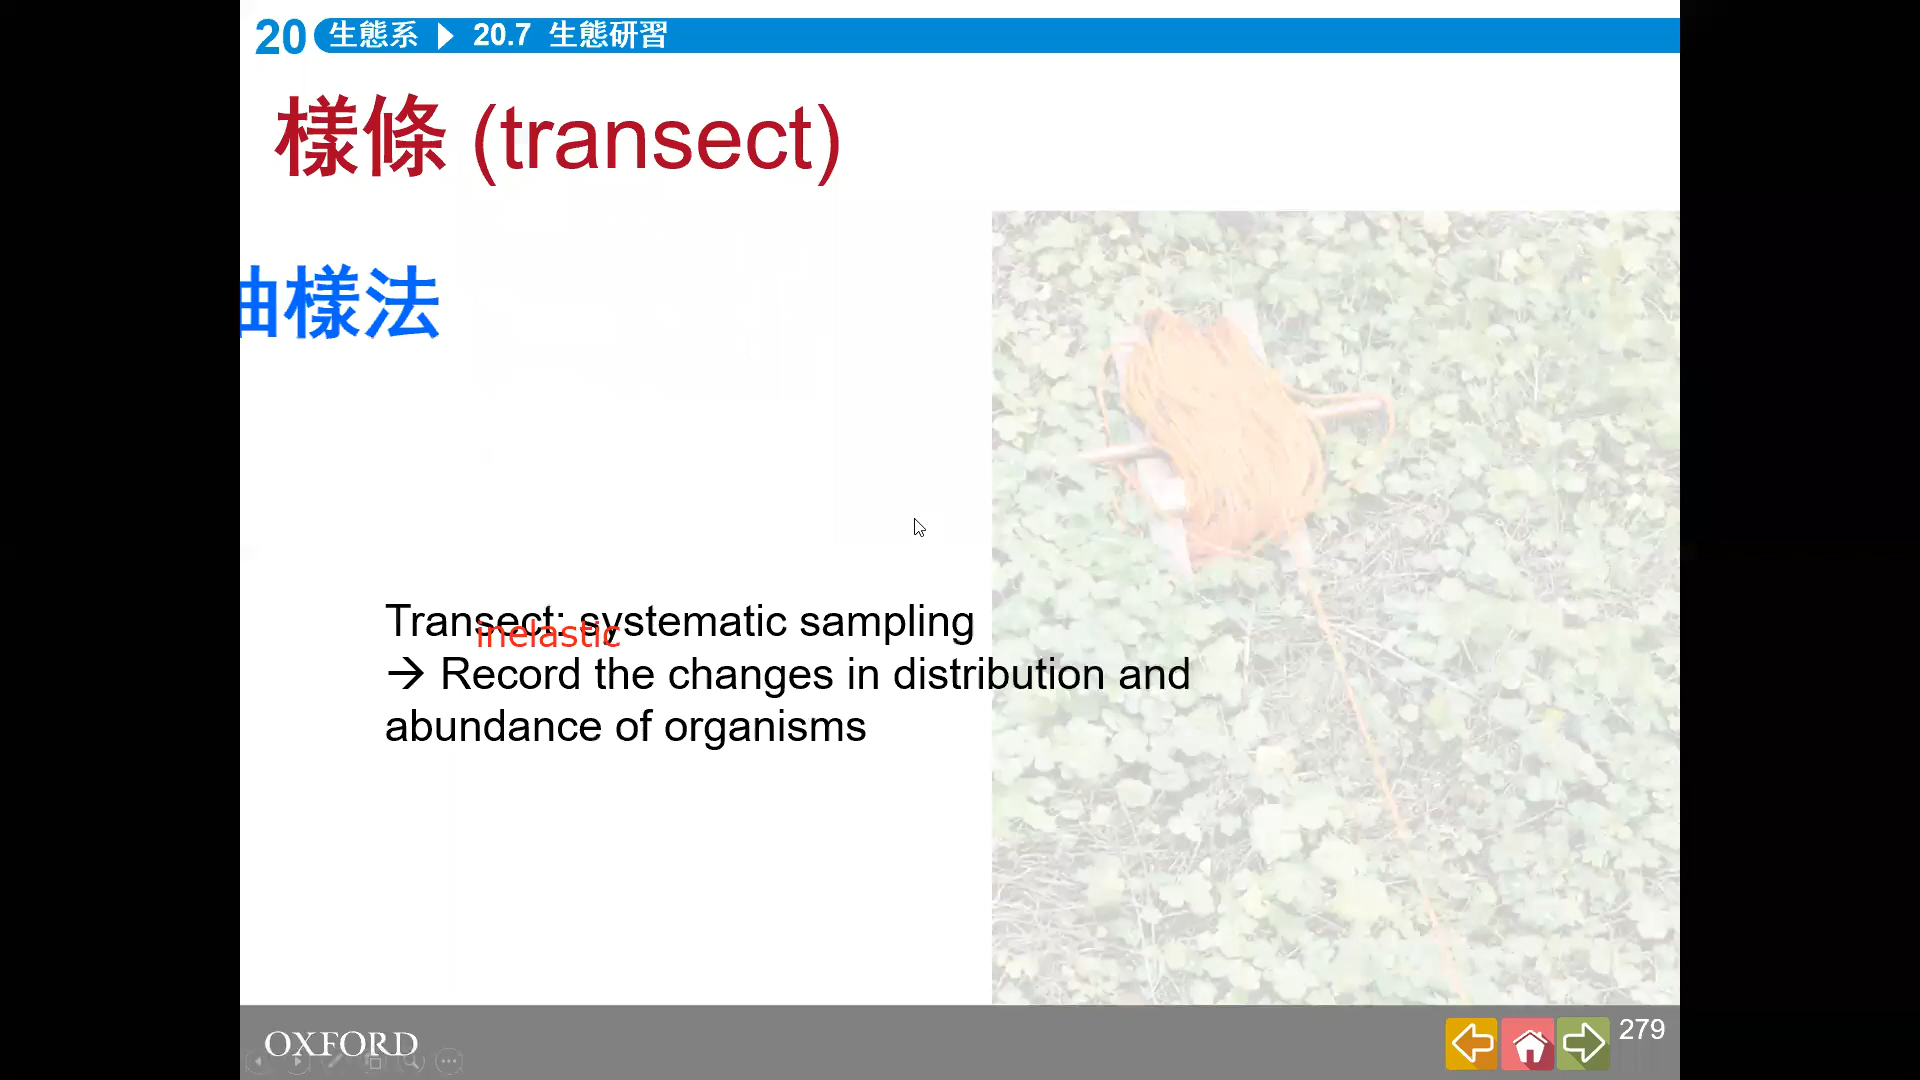 20 生態系 20.7 生態研習
樣條 (transect)
樣法
Transect: systematic sampling
inelastic
→ Record the changes in distribution and
abundance of organisms
OXFORD
279